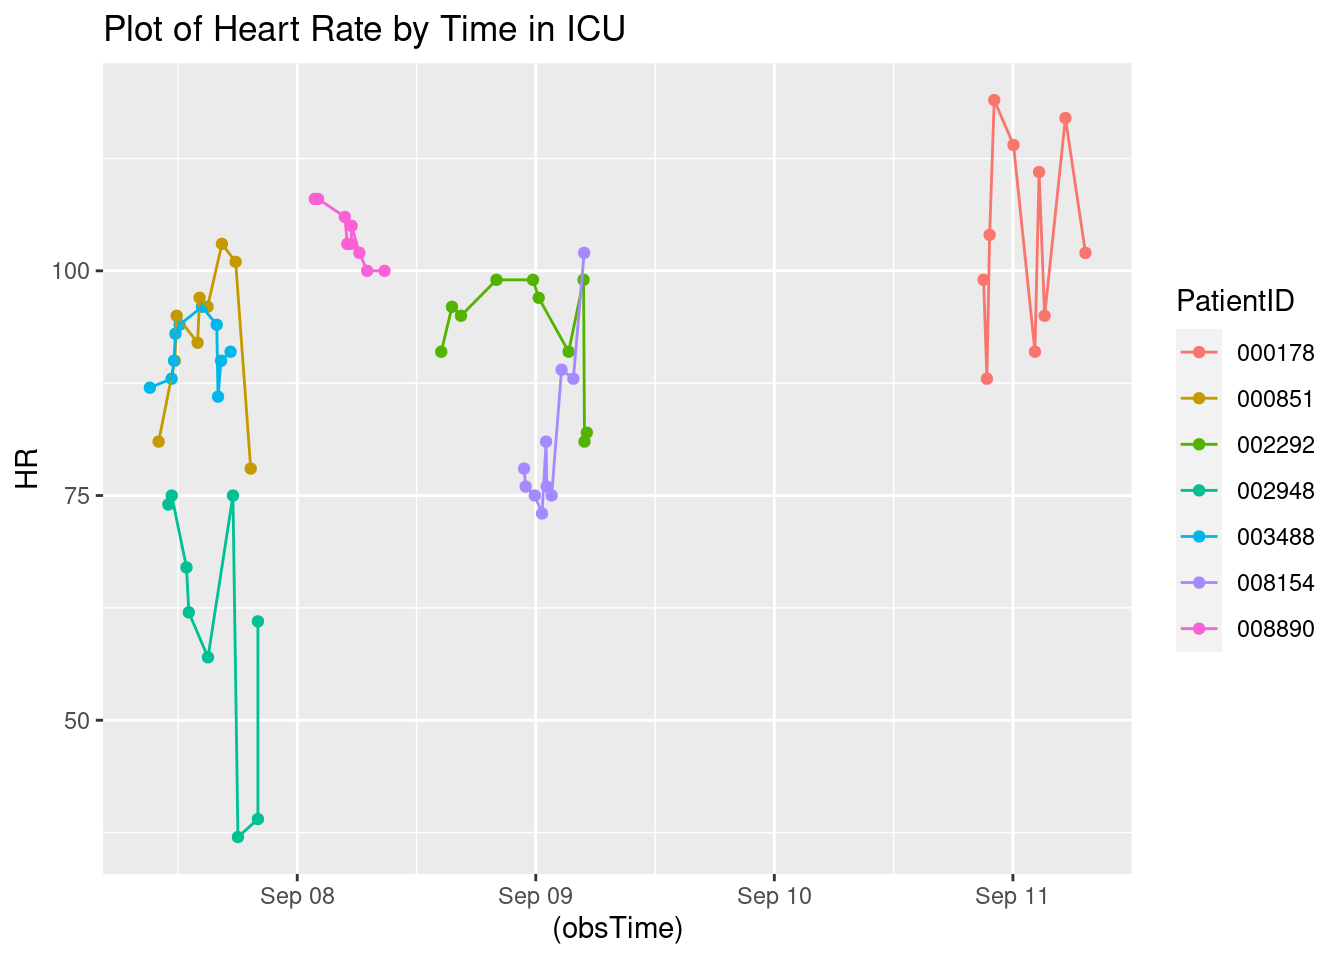 Plot of Heart Rate by Time in ICU
HR
100
75
50
Sep 08
Sep 09
Sep 10
Sep 11
(obsTime)
PatientID
000178
000851
002292
002948
003488
008154
008890